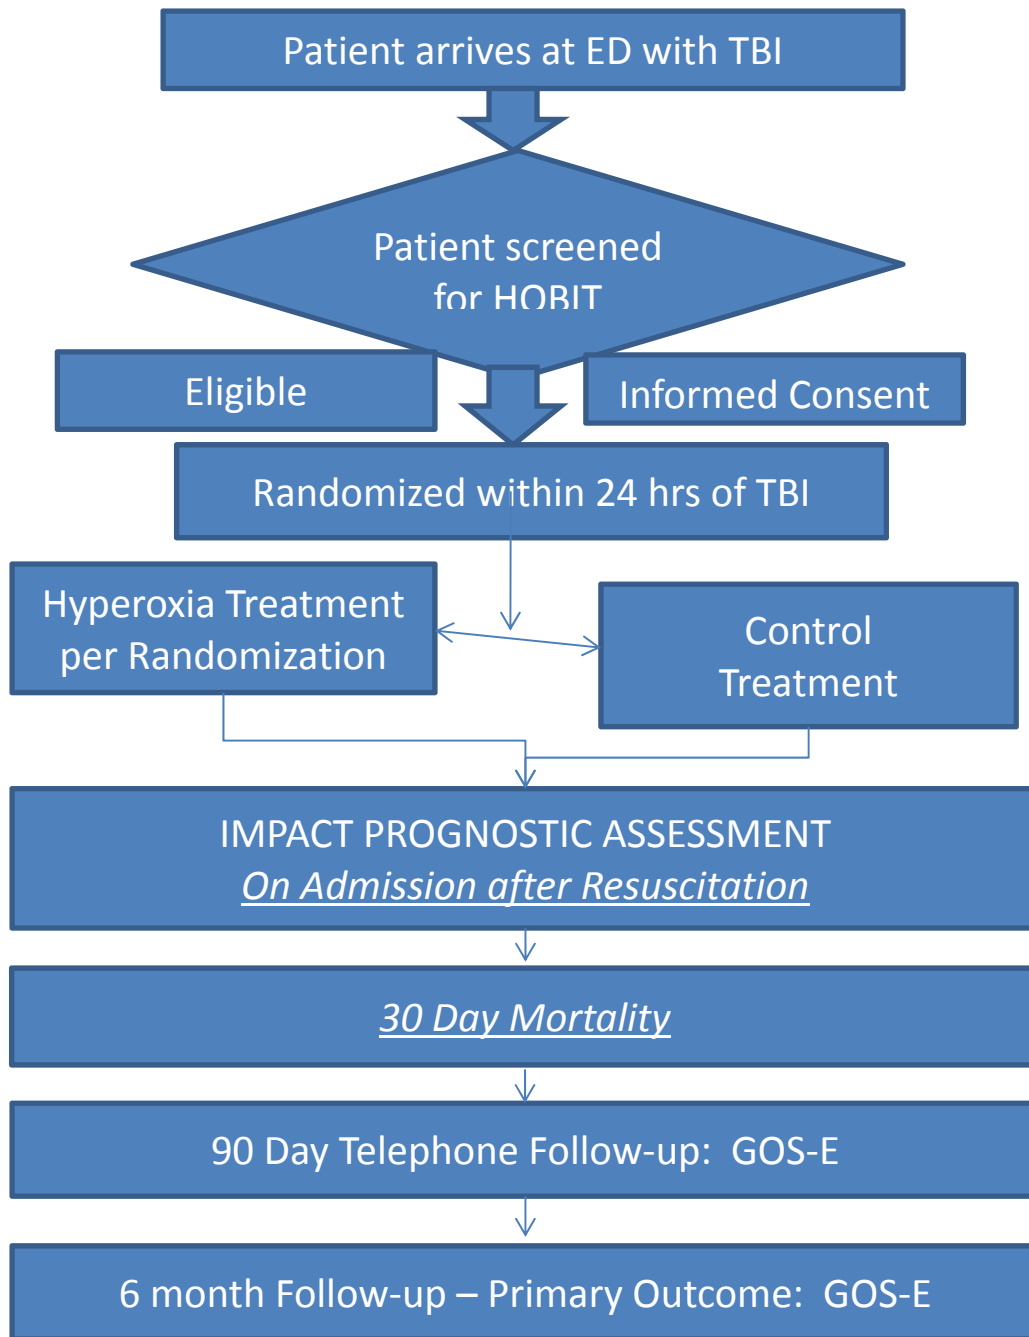 Patient arrives at ED with TBI
Patient screened
for HOBIT
Eligible
Informed Consent
Randomized within 24 hrs of TBI
Hyperoxia Treatment
per Randomization
Control
Treatment
IMPACT PROGNOSTIC ASSESSMENT
On Admission after Resuscitation
30 Day Mortality
90 Day Telephone Follow-up:  GOS-E
6 month Follow-up – Primary Outcome:  GOS-E